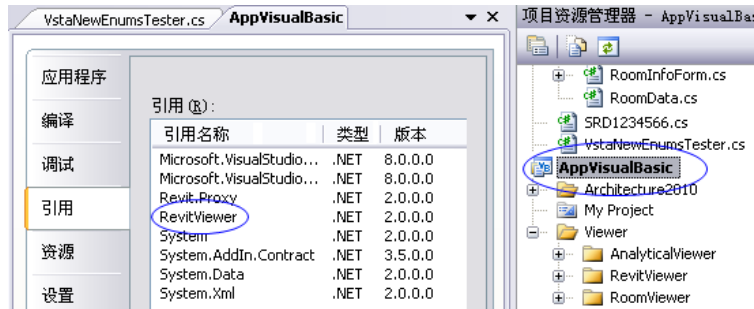 VstaNewEnumsTester.cs
AppVisualBasic
应用程序
编译
调试
引用
资源
设置
引用(R):
引用名称 类型 版本
Microsoft.VisualStudio... .NET 8.0.0.0
Microsoft.VisualStudio... .NET 8.0.0.0
Revit.Proxy .NET 2.0.0.0
RevitViewer .NET 2.0.0.0
System .NET 2.0.0.0
System.AddIn.Contract .NET 3.5.0.0
System.Data .NET 2.0.0.0
System.Xml .NET 2.0.0.0
项目资源管理器 - AppVisualBas
RoomInfoForm.cs
RoomData.cs
SRD1234566.cs
VstaNewEnumsTester.cs
AppVisualBasic
Architecture2010
My Project
Viewer
AnalyticalViewer
RevitViewer
RoomViewer